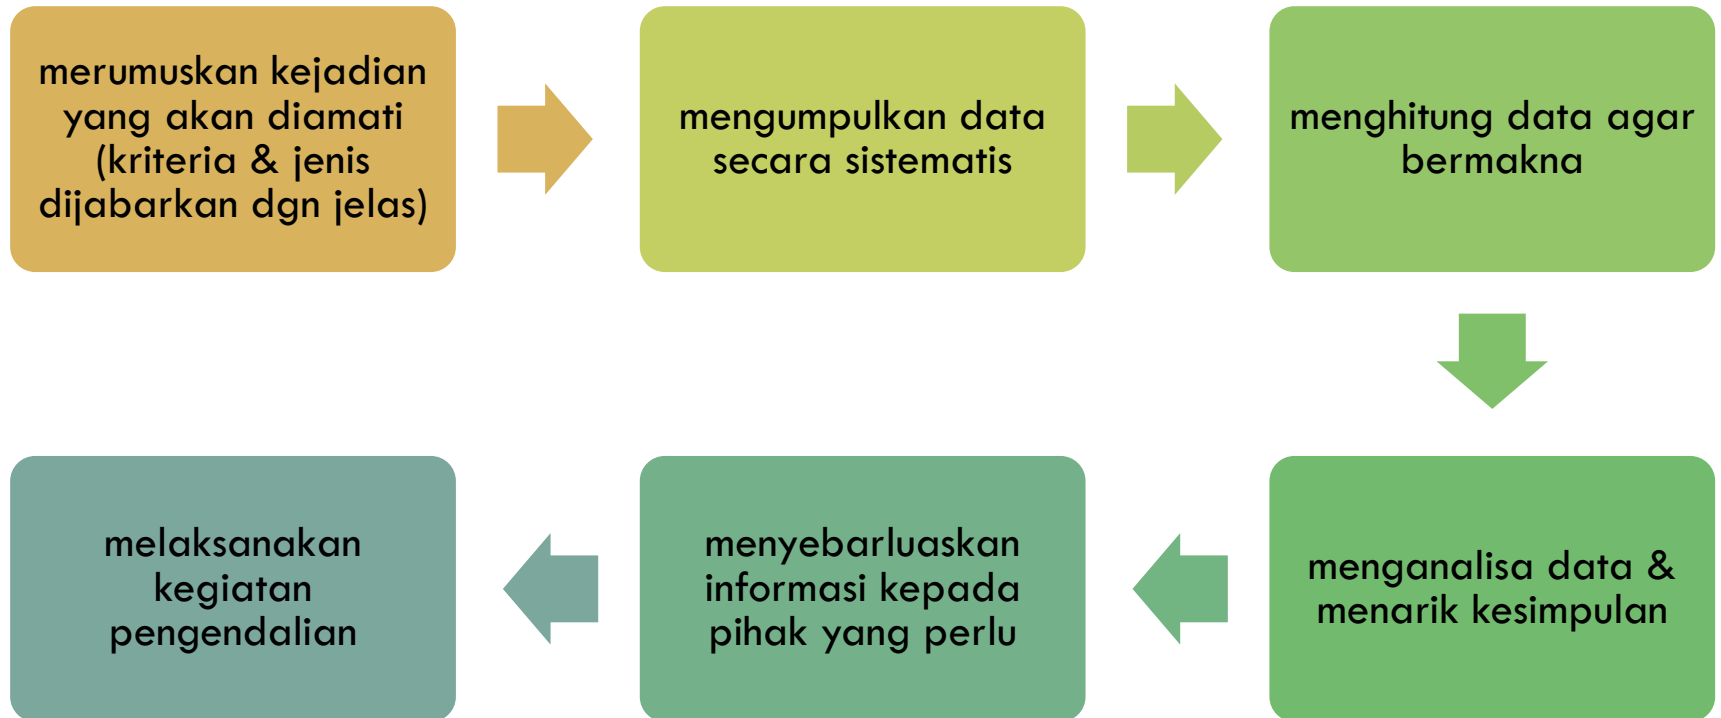 merumuskan kejadian
yang akan diamati
(kriteria & jenis
dijabarkan dgn jelas)
mengumpulkan data
secara sistematis
menghitung data agar
bermakna
menganalisa data &
menarik kesimpulan
menyebarluaskan
informasi kepada
pihak yang perlu
melaksanakan
kegiatan
pengendalian